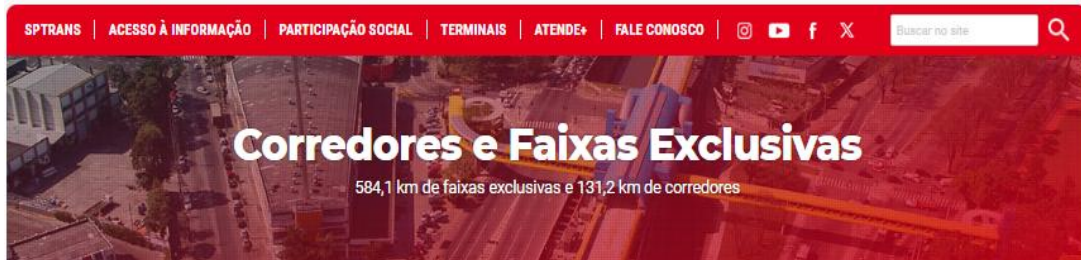 SPTRANS | ACESSO À INFORMAÇÃO | PARTICIPAÇÃO SOCIAL | TERMINAIS | ATENDE+ | FALE CONOSCO | Buscar no site
Corredores e Faixas Exclusivas
584,1 km de faixas exclusivas e 131,2 km de corredores